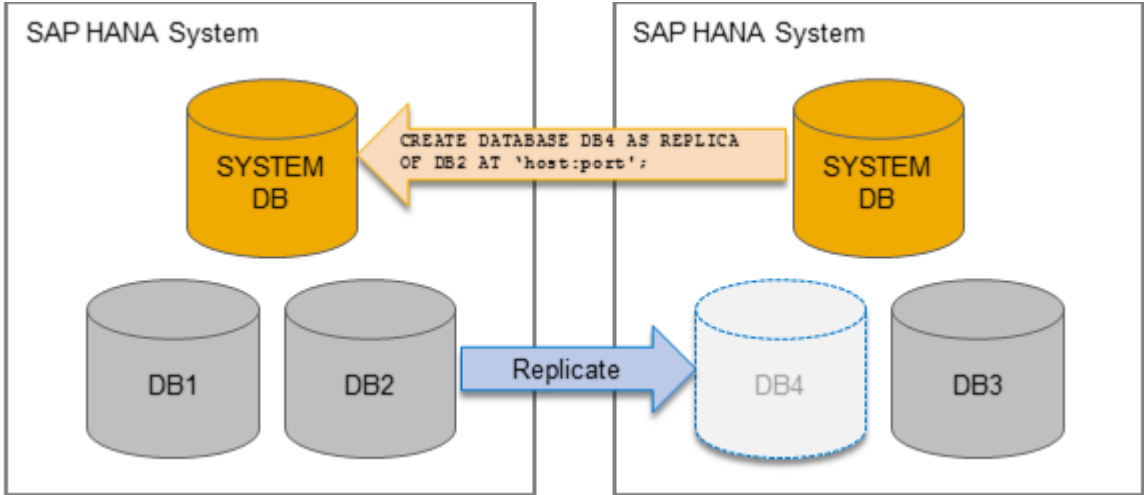 SAP HANA System
SAP HANA System
SYSTEM
DB
CREATE DATABASE DB4 AS REPLICA
OF DB2 AT ‘host:port';
SYSTEM
DB
DB1
DB2
Replicate
DB4
DB3